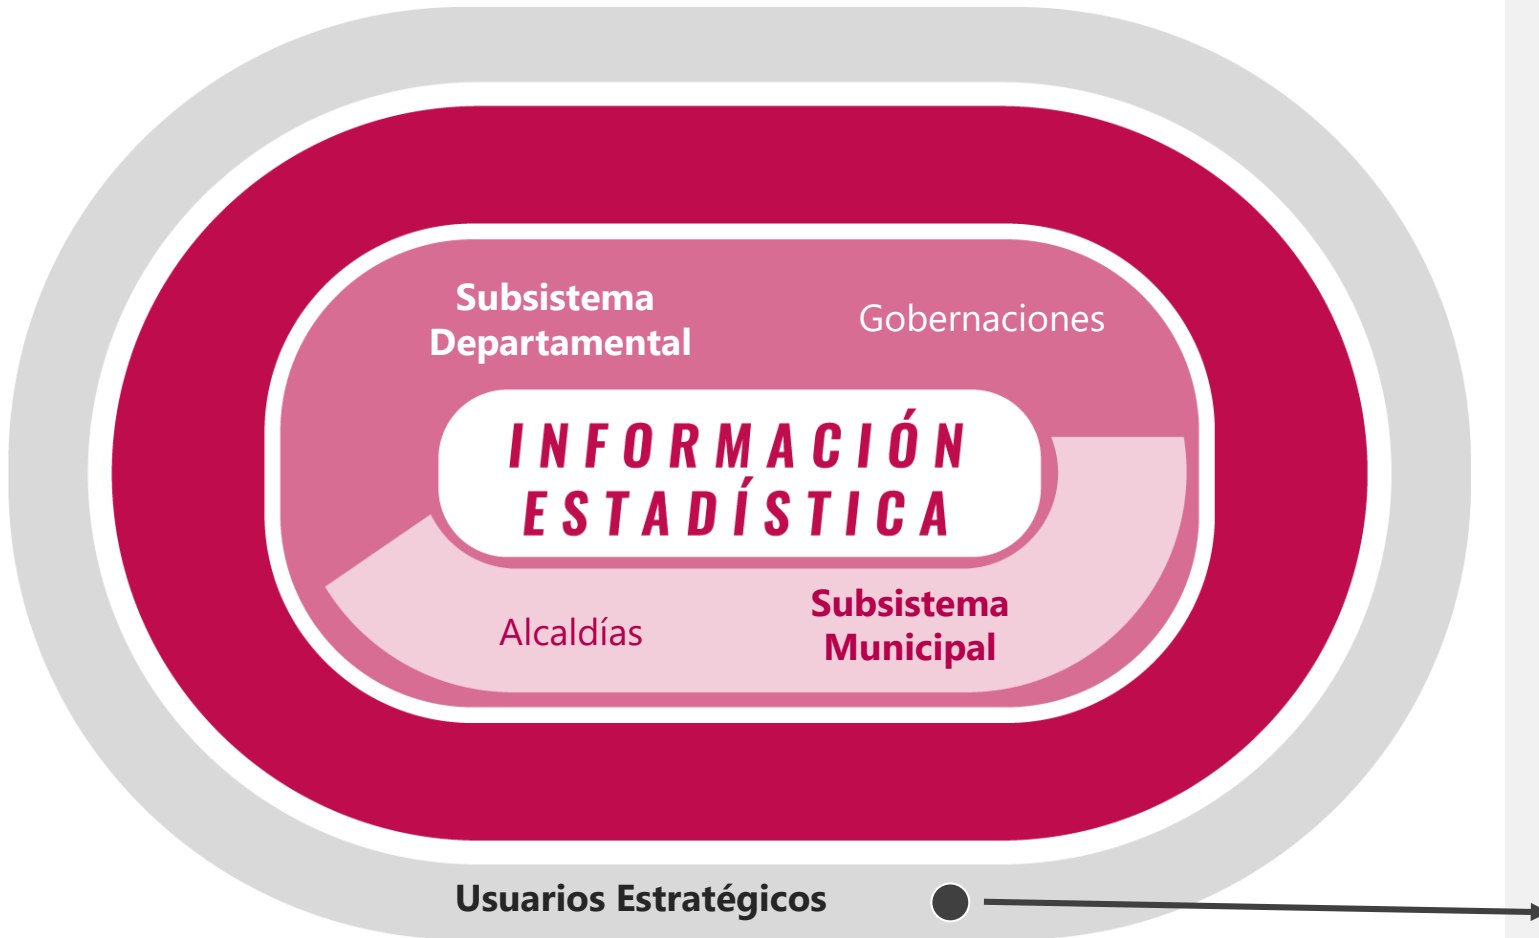 Subsistema
Departamental
Gobernaciones
INFORMACIÓN
ESTADÍSTICA
Alcaldías
Subsistema
Municipal
Usuarios Estratégicos